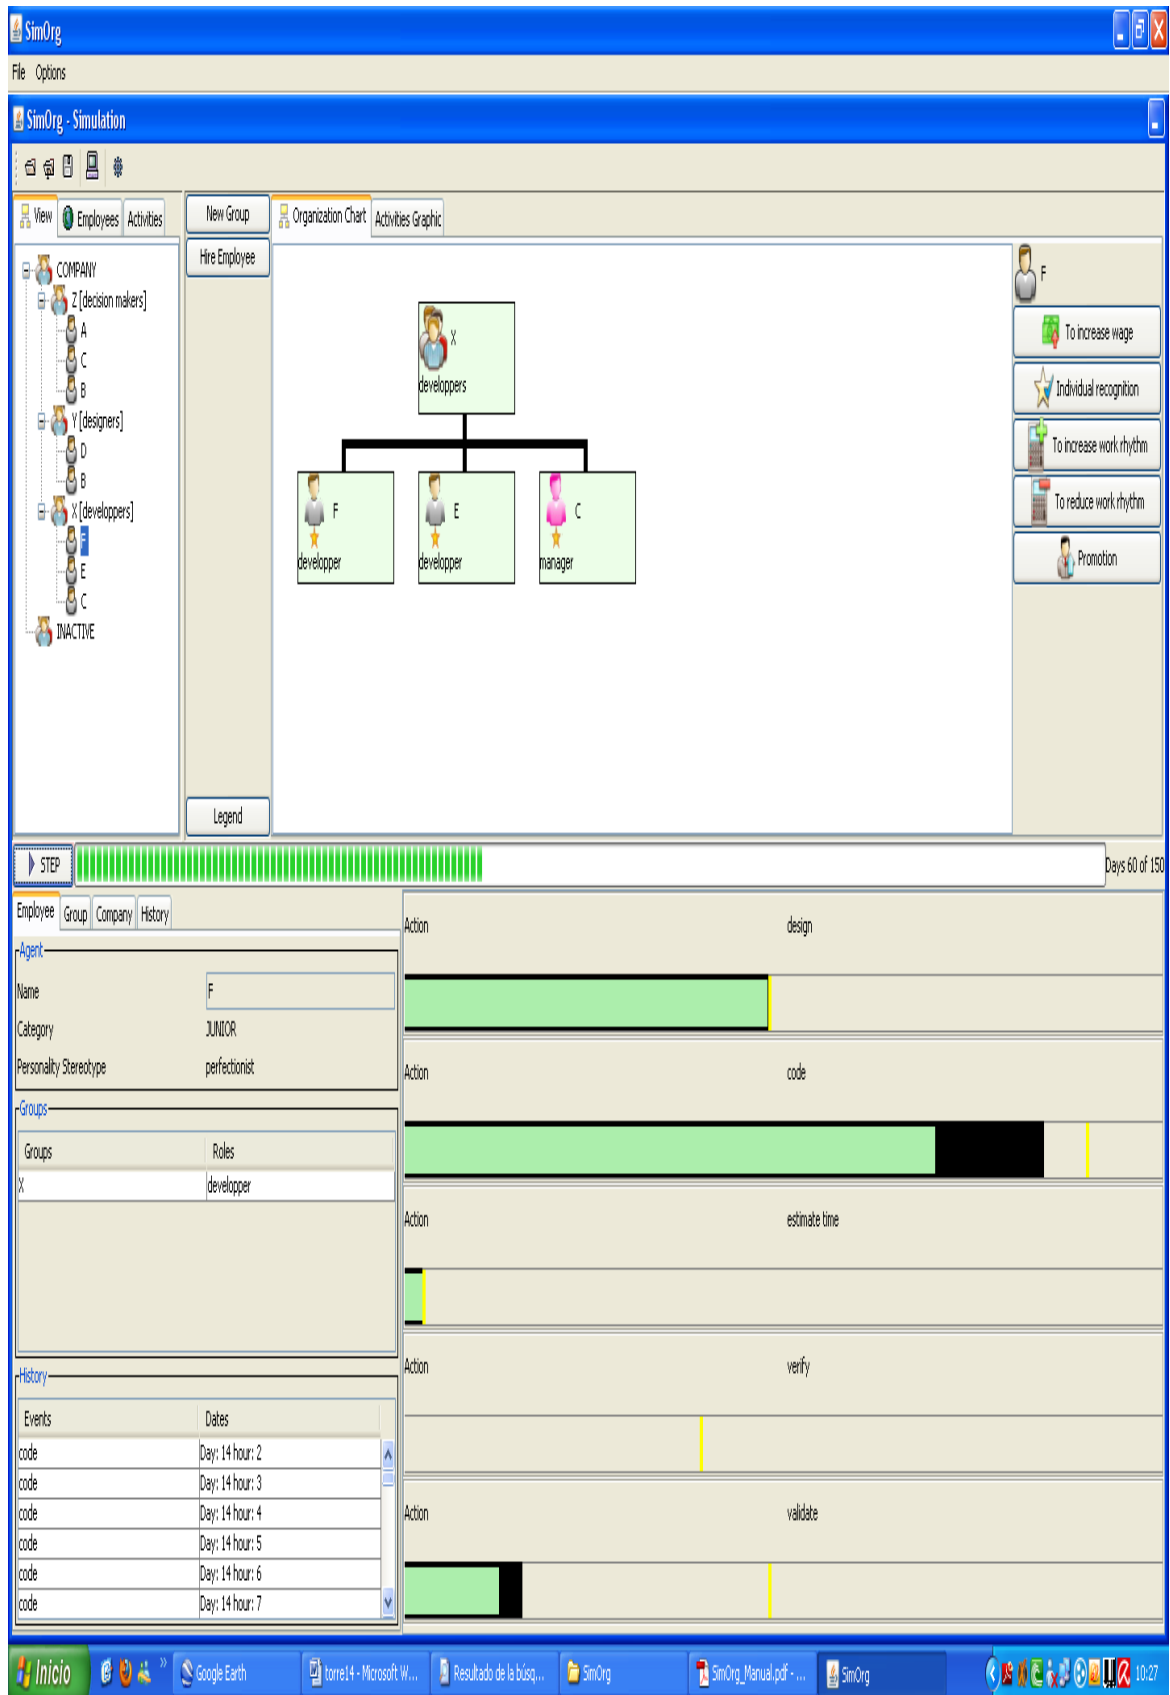 SimOrg
File Options
SimOrg - Simulation
View Employees Activities
New Group
Organization Chart Activities Graphic
Hire Employee
COMPANY
Z [decision makers]
A
C
B
Y [designers]
D
B
X [developpers]
F
E
C
INACTIVE
Legend
X
developpers
F
developper
E
developper
C
manager
F
To increase wage
Individual recognition
To increase work rhythm
To reduce work rhythm
Promotion
STEP
Days 60 of 150
Employee Group Company History
Agent
Name F
Category JUNIOR
Personality Stereotype perfectionist
Groups
Groups Roles
X developper
History
Events Dates
code Day: 14 hour: 2
code Day: 14 hour: 3
code Day: 14 hour: 4
code Day: 14 hour: 5
code Day: 14 hour: 6
code Day: 14 hour: 7
Action design
Action code
Action estimate time
Action verify
Action validate
Inicio
Google Earth
torre14 - Microsoft W...
Resultado de la búsq...
SimOrg
SimOrg_Manual.pdf - ...
SimOrg
10:27